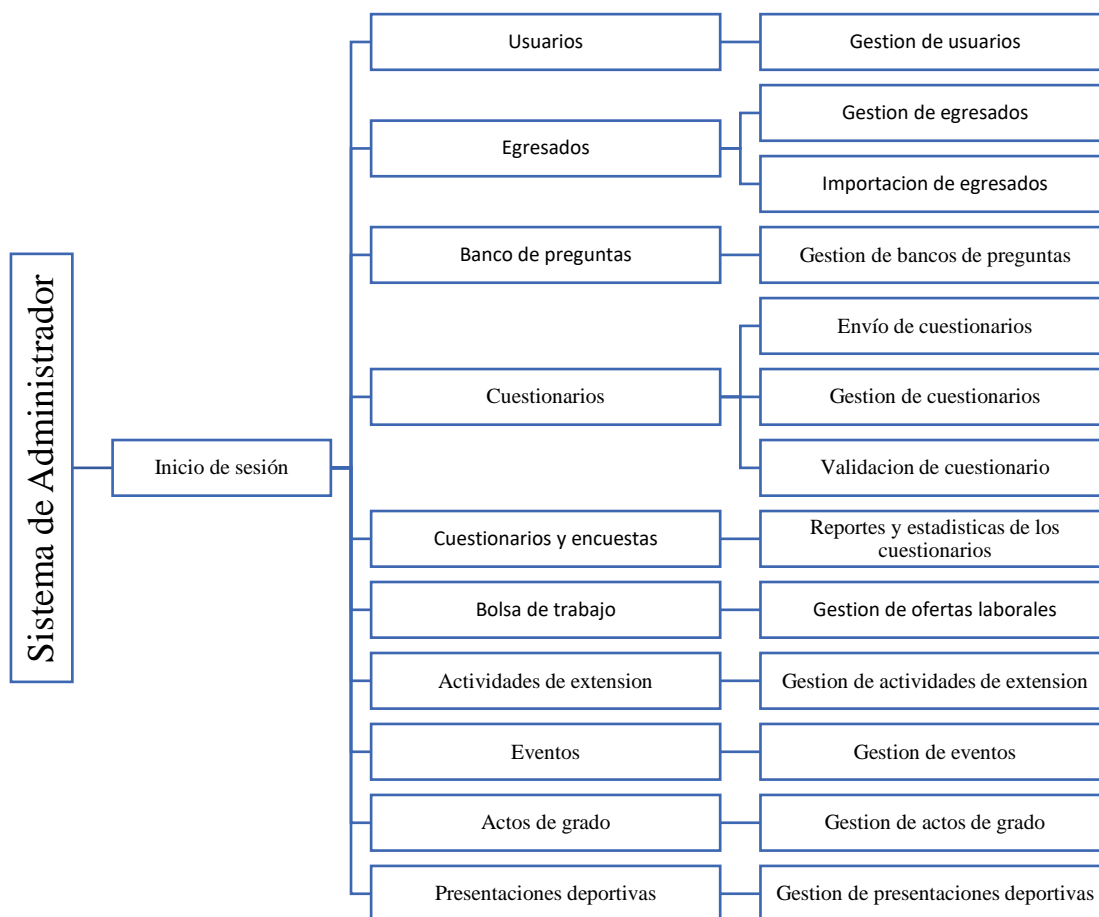 Sistema de Administrador
Inicio de sesión
Usuarios
Gestion de usuarios
Egresados
Gestion de egresados
Importacion de egresados
Banco de preguntas
Gestion de bancos de preguntas
Cuestionarios
Envío de cuestionarios
Gestion de cuestionarios
Validacion de cuestionario
Cuestionarios y encuestas
Reportes y estadisticas de los
cuestionarios
Bolsa de trabajo
Gestion de ofertas laborales
Actividades de extension
Gestion de actividades de extension
Eventos
Gestion de eventos
Actos de grado
Gestion de actos de grado
Presentaciones deportivas
Gestion de presentaciones deportivas